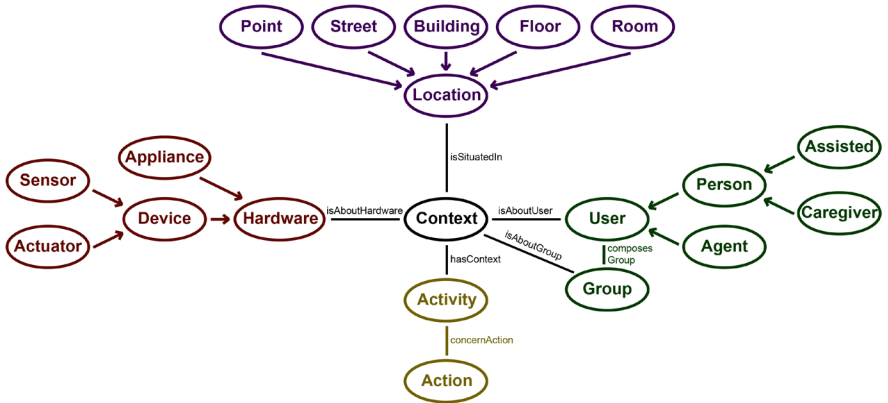 Point
Street
Building
Floor
Room
Location
isSituatedIn
Appliance
Assisted
Sensor
Person
isAboutHardware
isAboutUser
Device
Hardware
Context
User
Caregiver
Actuator
isAboutGroup
composes
Group
Agent
hasContext
Group
Activity
concernAction
Action